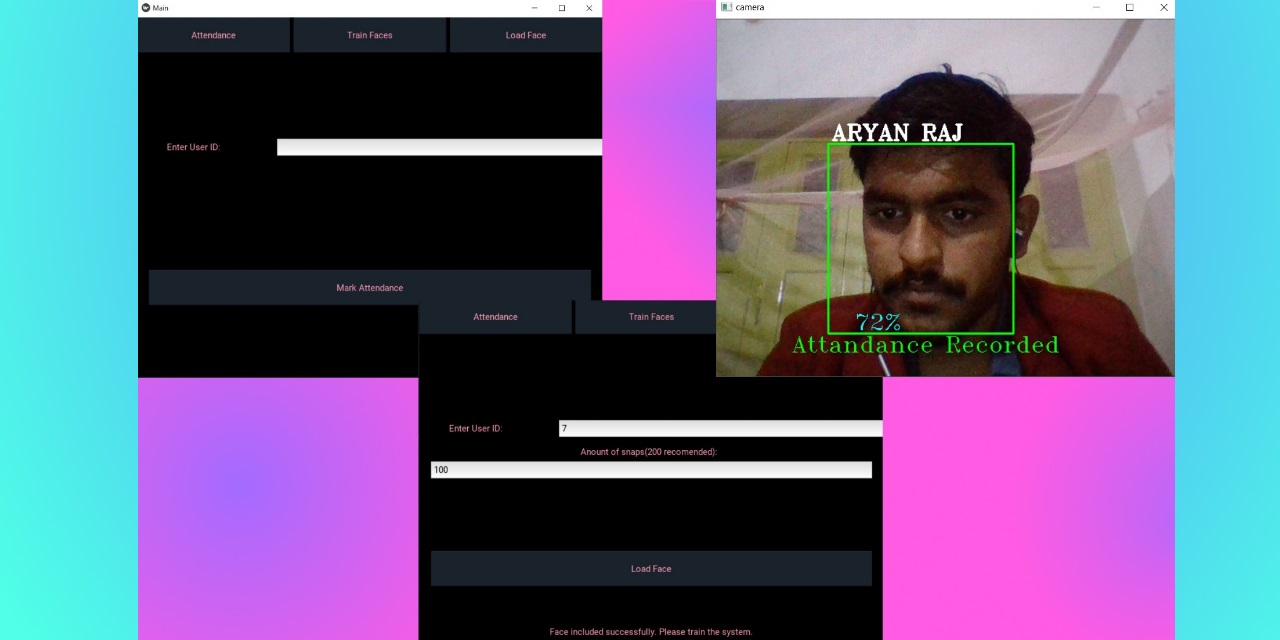 Main
Attendance
Train Faces
Load Face
Enter User ID:
Mark Attendance
camera
ARYAN RAJ
72%
Attandance Recorded
Attendance
Train Faces
Enter User ID:
7
Anount of snaps(200 recomended):
100
Load Face
Face included successfully. Please train the system.